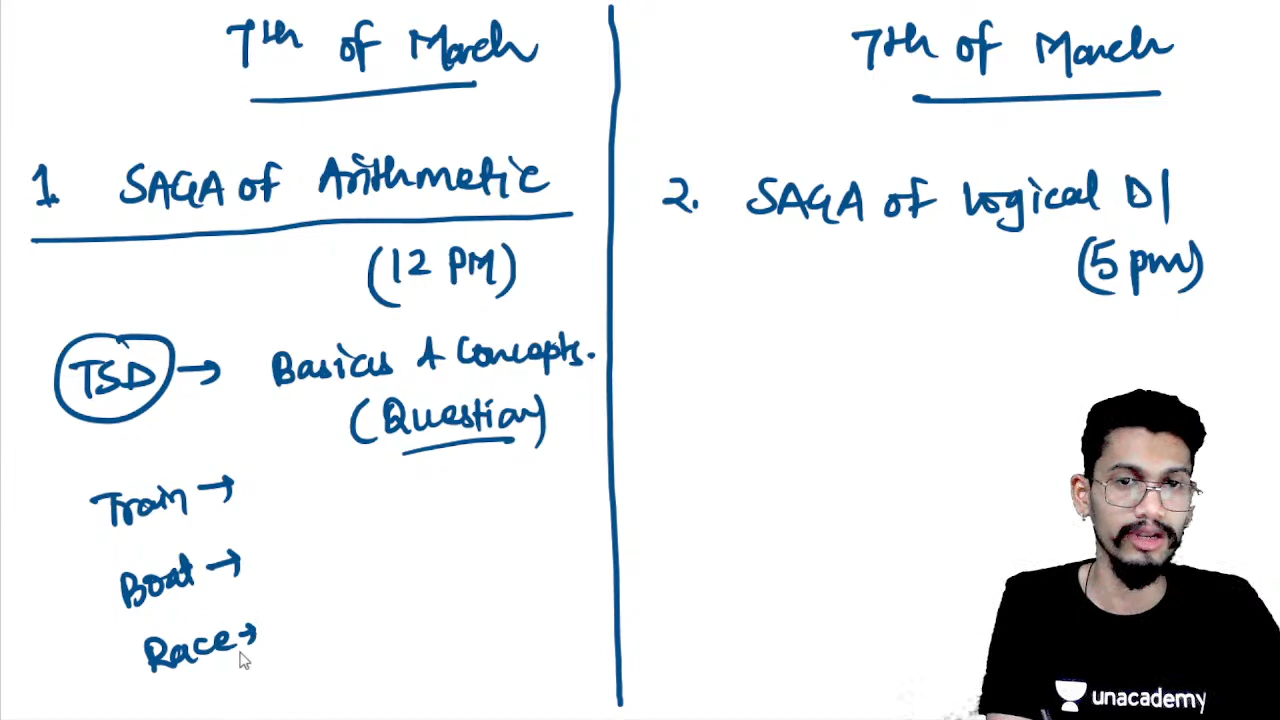 7th of March
1. SAGA of Arithmetic
(12 PM)
TSD → Basics & Concepts.
(Question)
Train →
Boat →
Race →
7th of March
2. SAGA of Logical DI
(5 pm)
unacademy